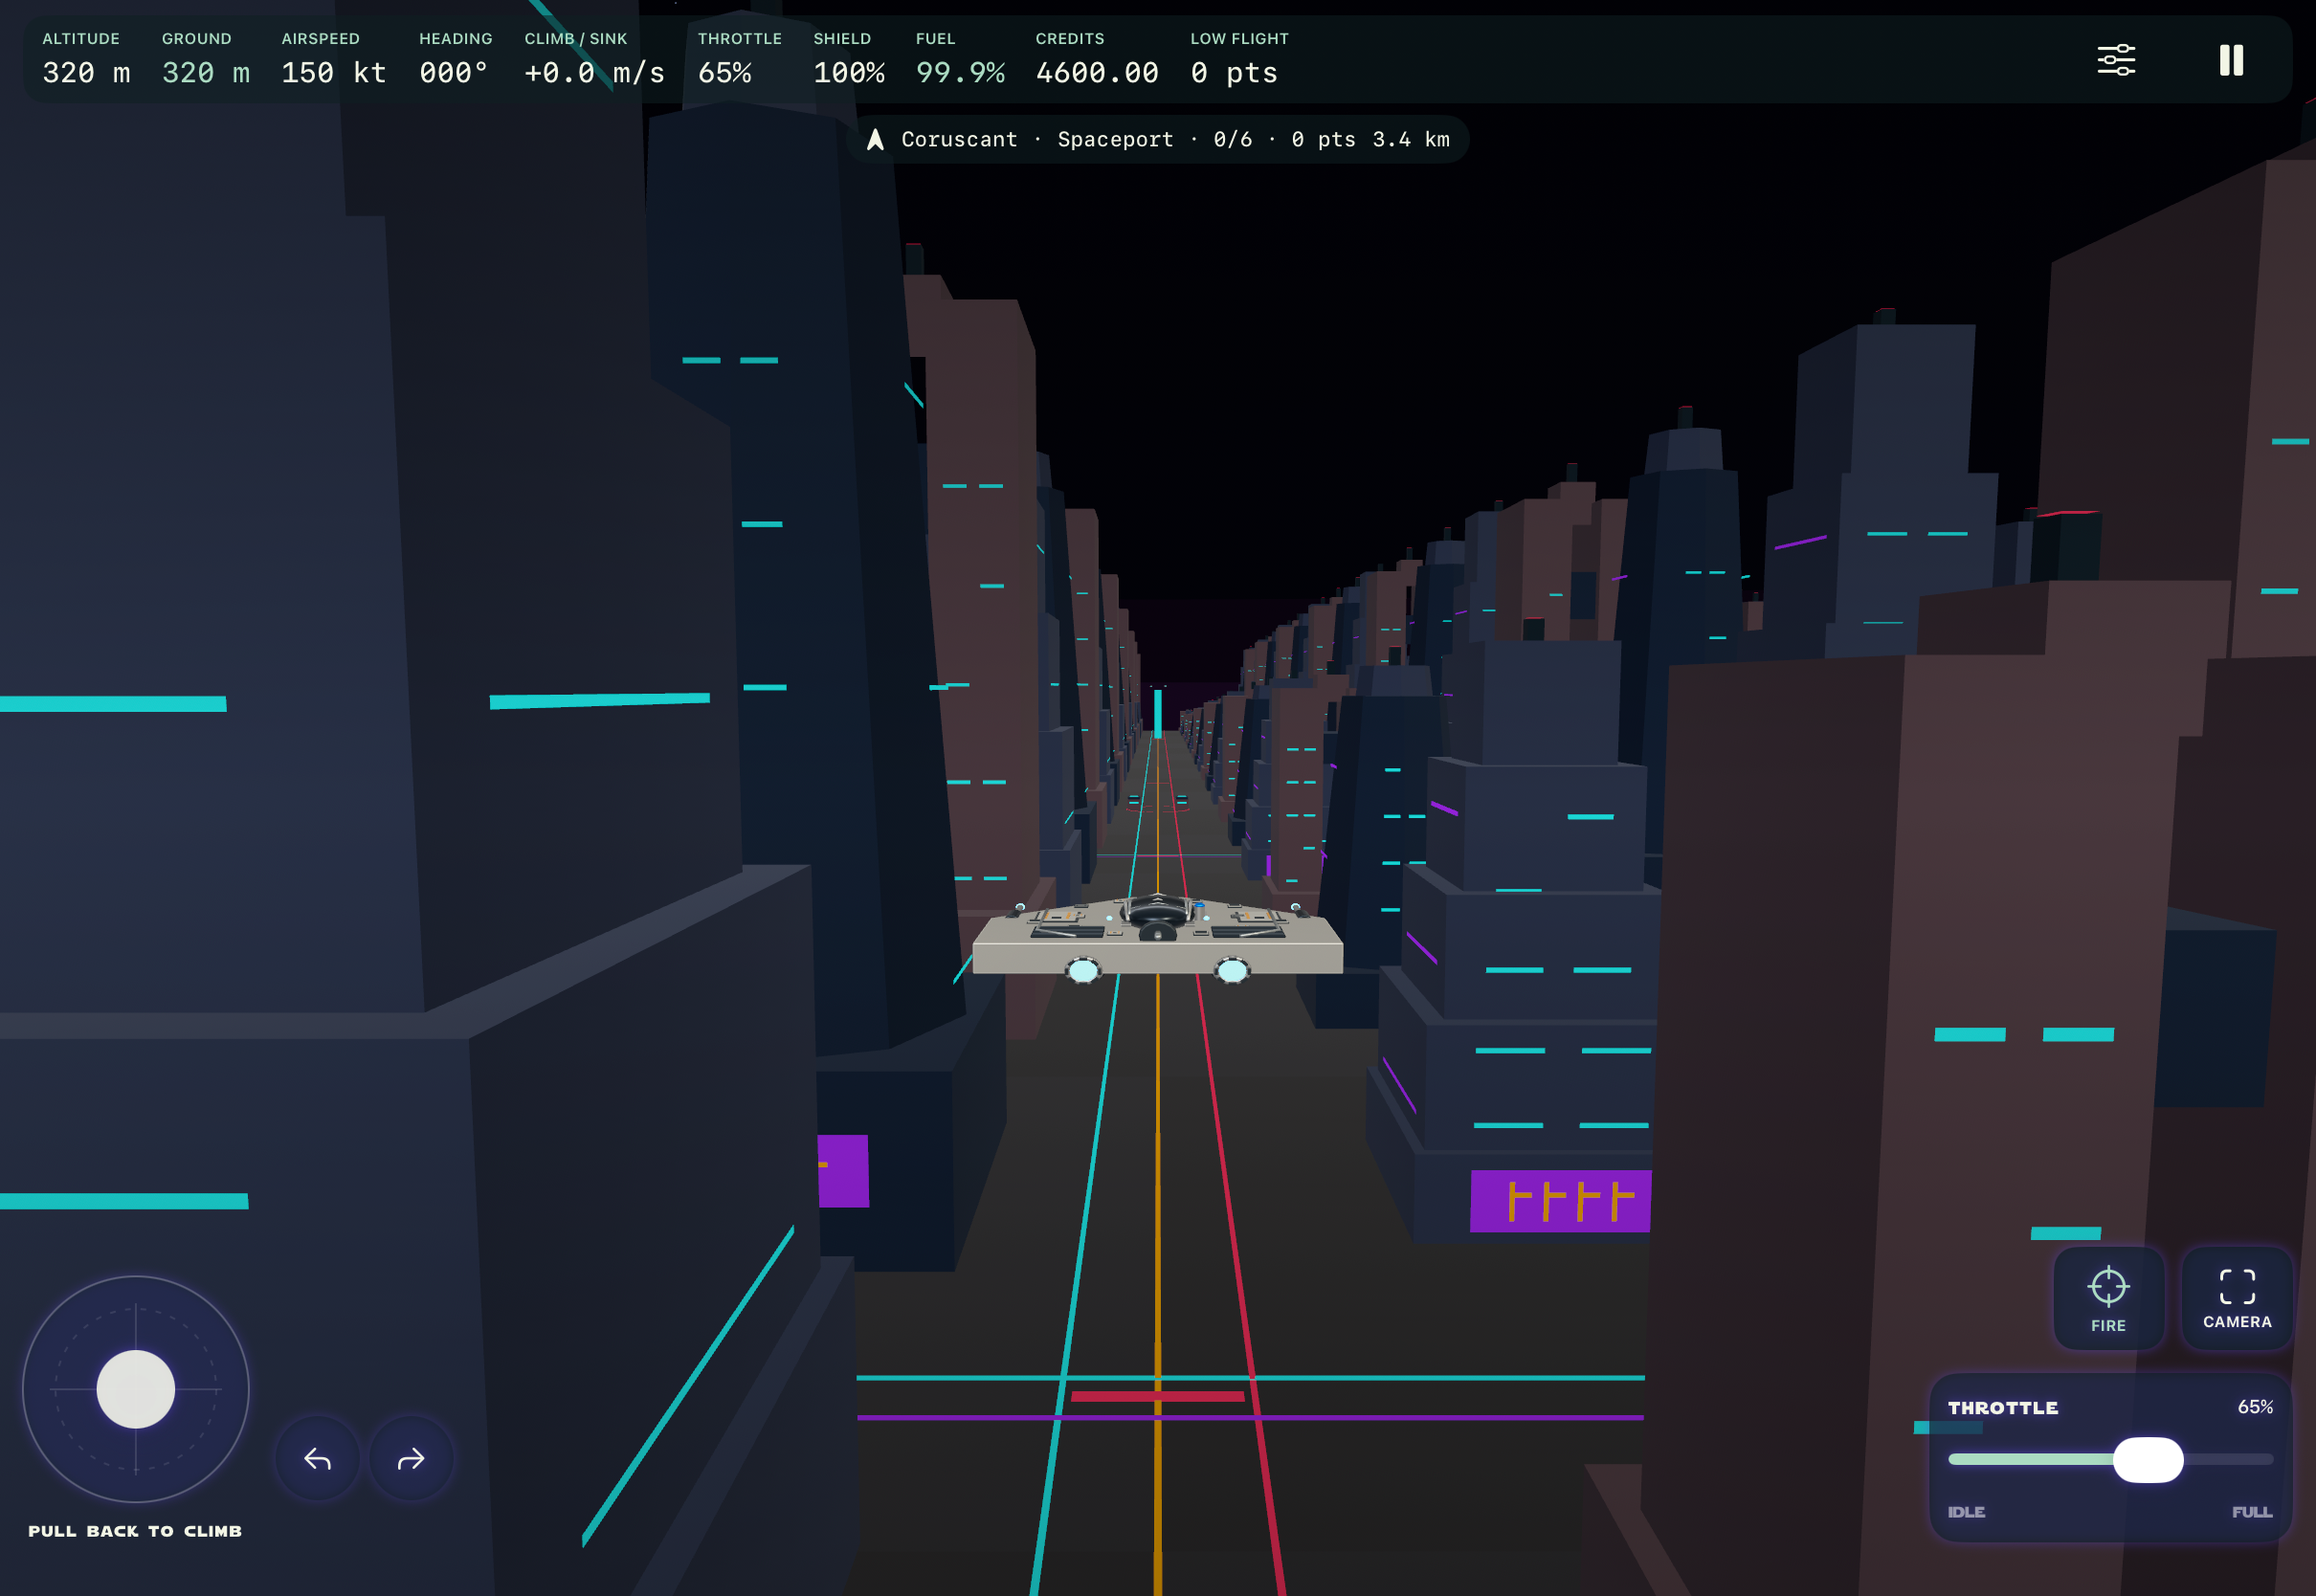 ALTITUDE GROUND AIRSPEED HEADING CLIMB / SINK THROTTLE SHIELD FUEL CREDITS LOW FLIGHT
320 m 320 m 150 kt 000° +0.0 m/s 65% 100% 99.9% 4600.00 0 pts
Coruscant · Spaceport · 0/6 · 0 pts 3.4 km
FIRE
CAMERA
THROTTLE 65%
IDLE FULL
PULL BACK TO CLIMB